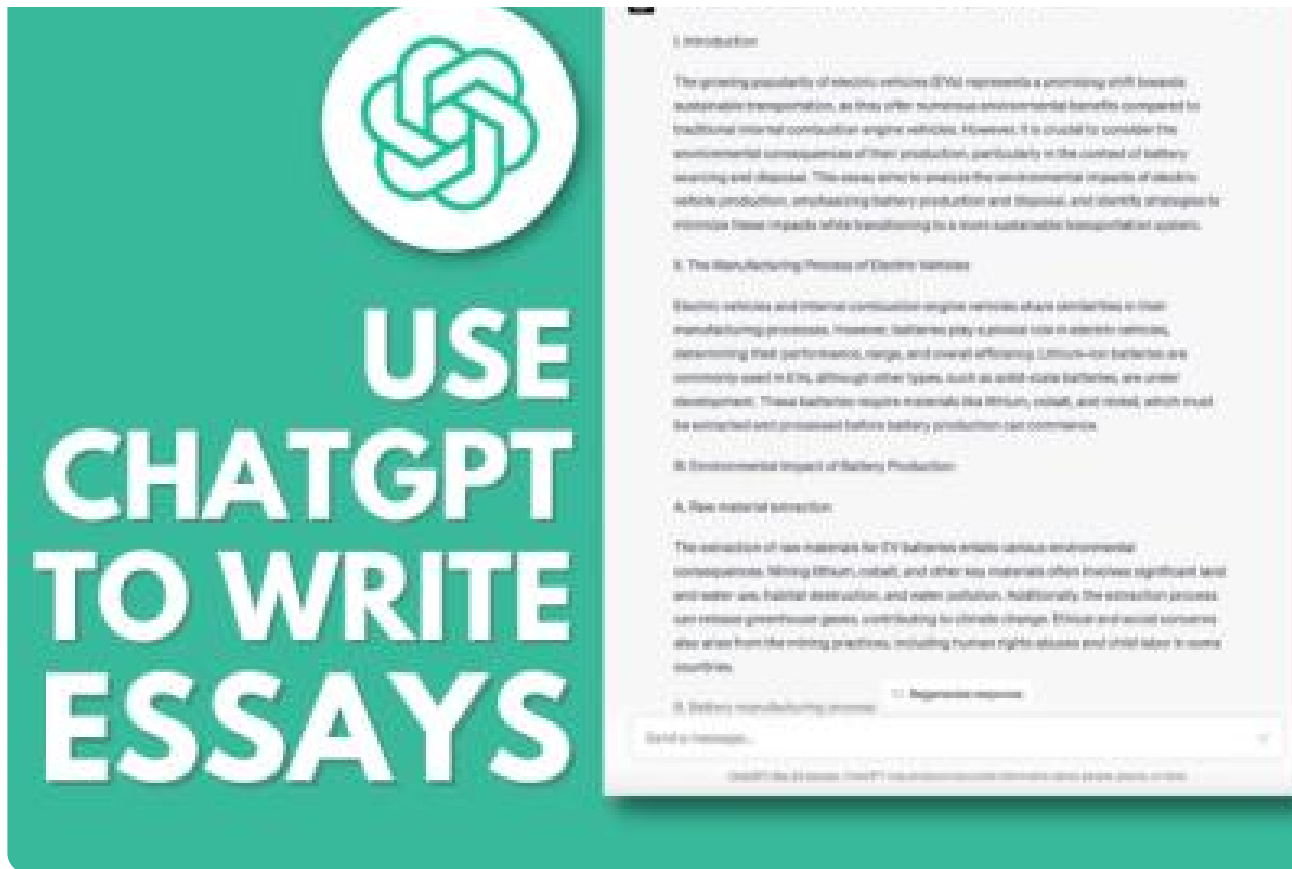 USE
CHATGPT
TO WRITE
ESSAYS
I. Introduction
The growing popularity of electric vehicles (EVs) represents a promising shift towards
sustainable transportation, as they offer numerous environmental benefits compared to
traditional internal combustion engine vehicles. However, it is crucial to consider the
environmental consequences of their production, particularly in the context of battery
sourcing and disposal. This essay aims to analyze the environmental impacts of electric
vehicle production, emphasizing battery production and disposal, and identify strategies to
minimize these impacts while transitioning to a more sustainable transportation system.
II. The Manufacturing Process of Electric Vehicles
Electric vehicles and internal combustion engine vehicles share similarities in their
manufacturing processes. However, batteries play a pivotal role in electric vehicles,
determining their performance, range, and overall efficiency. Lithium-ion batteries are
commonly used in EVs, although other types, such as solid-state batteries, are under
development. These batteries require materials like lithium, cobalt, and nickel, which must
be extracted and processed before battery production can commence.
III. Environmental Impact of Battery Production
A. Raw material extraction
The extraction of raw materials for EV batteries entails various environmental
consequences. Mining lithium, cobalt, and other key materials often involves significant land
and water use, habitat destruction, and water pollution. Additionally, the extraction process
can release greenhouse gases, contributing to climate change. Ethical and social concerns
also arise from the mining practices, including human rights abuses and child labor in some
countries.
Regenerate response
B. Battery manufacturing process
Send a message...